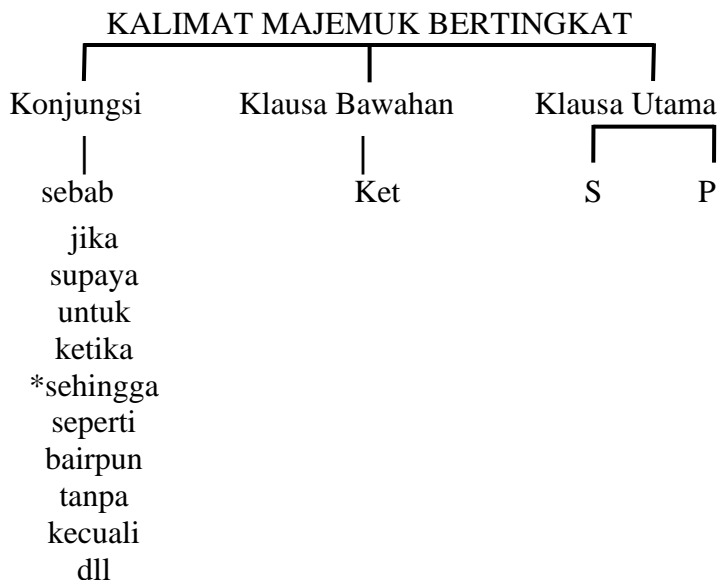 KALIMAT MAJEMUK BERTINGKAT
Konjungsi Klausa Bawahan Klausa Utama
sebab Ket S P
jika
supaya
untuk
ketika
*sehingga
seperti
bairpun
tanpa
kecuali
dll